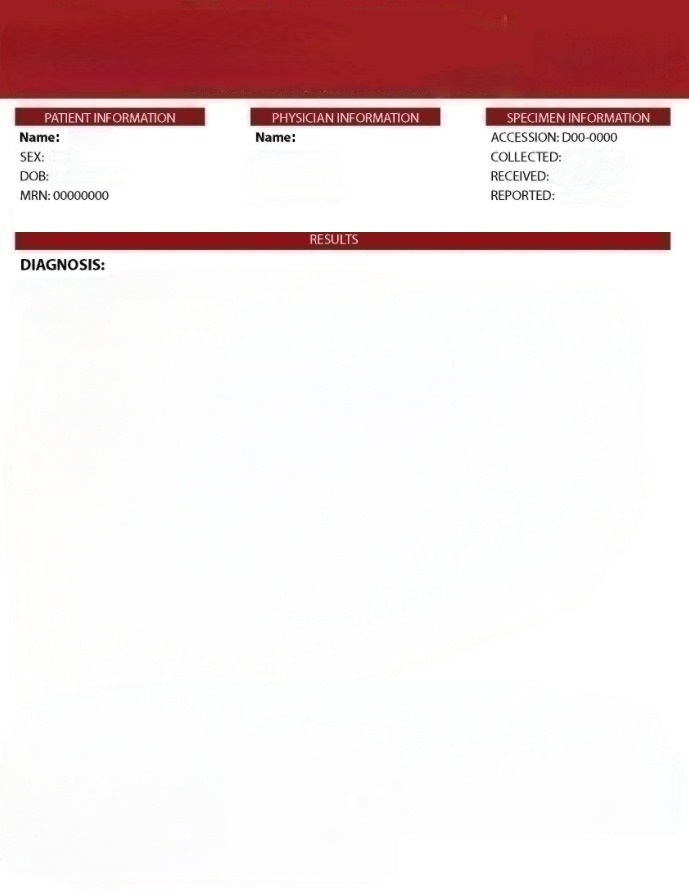 PATIENT INFORMATION
Name:
SEX:
DOB:
MRN: 00000000
PHYSICIAN INFORMATION
Name:
SPECIMEN INFORMATION
ACCESSION: D00-0000
COLLECTED:
RECEIVED:
REPORTED:
RESULTS
DIAGNOSIS: